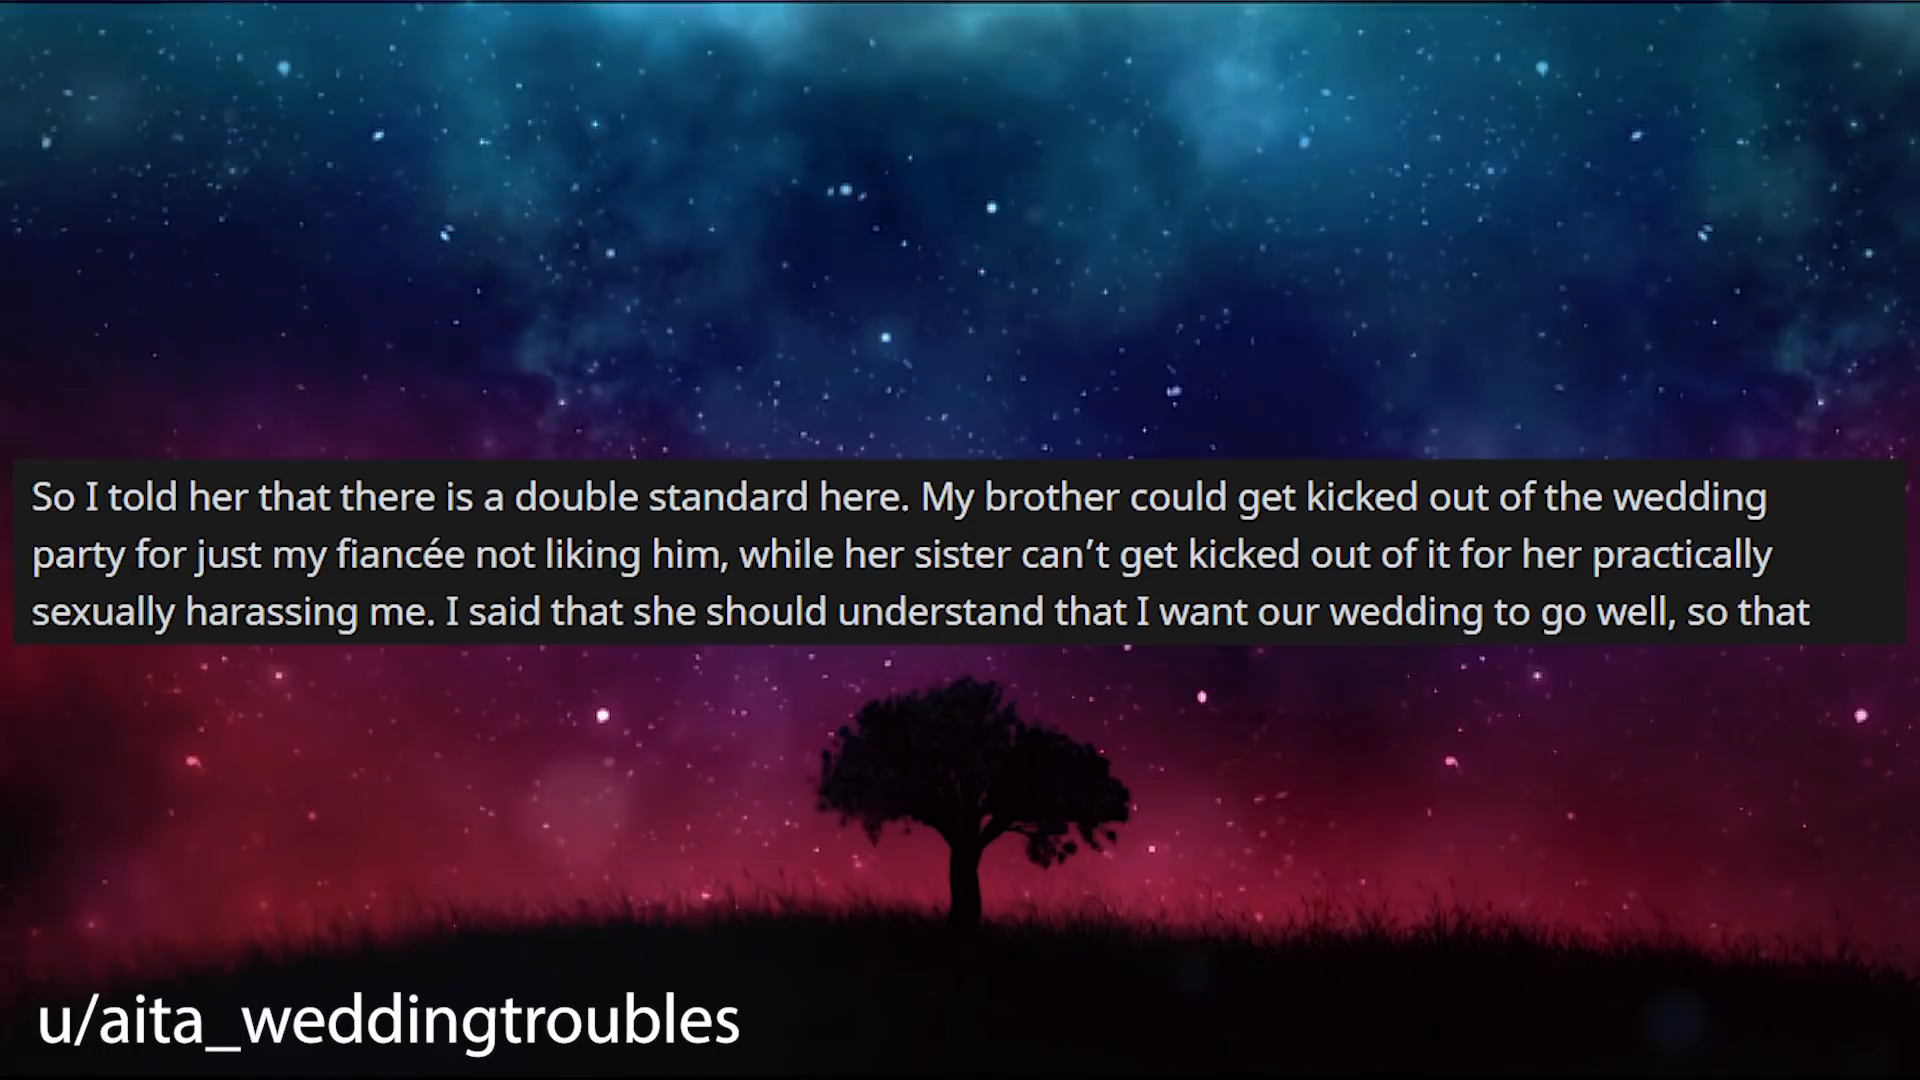 So I told her that there is a double standard here. My brother could get kicked out of the wedding
party for just my fiancée not liking him, while her sister can’t get kicked out of it for her practically
sexually harassing me. I said that she should understand that I want our wedding to go well, so that
u/aita_weddingtroubles